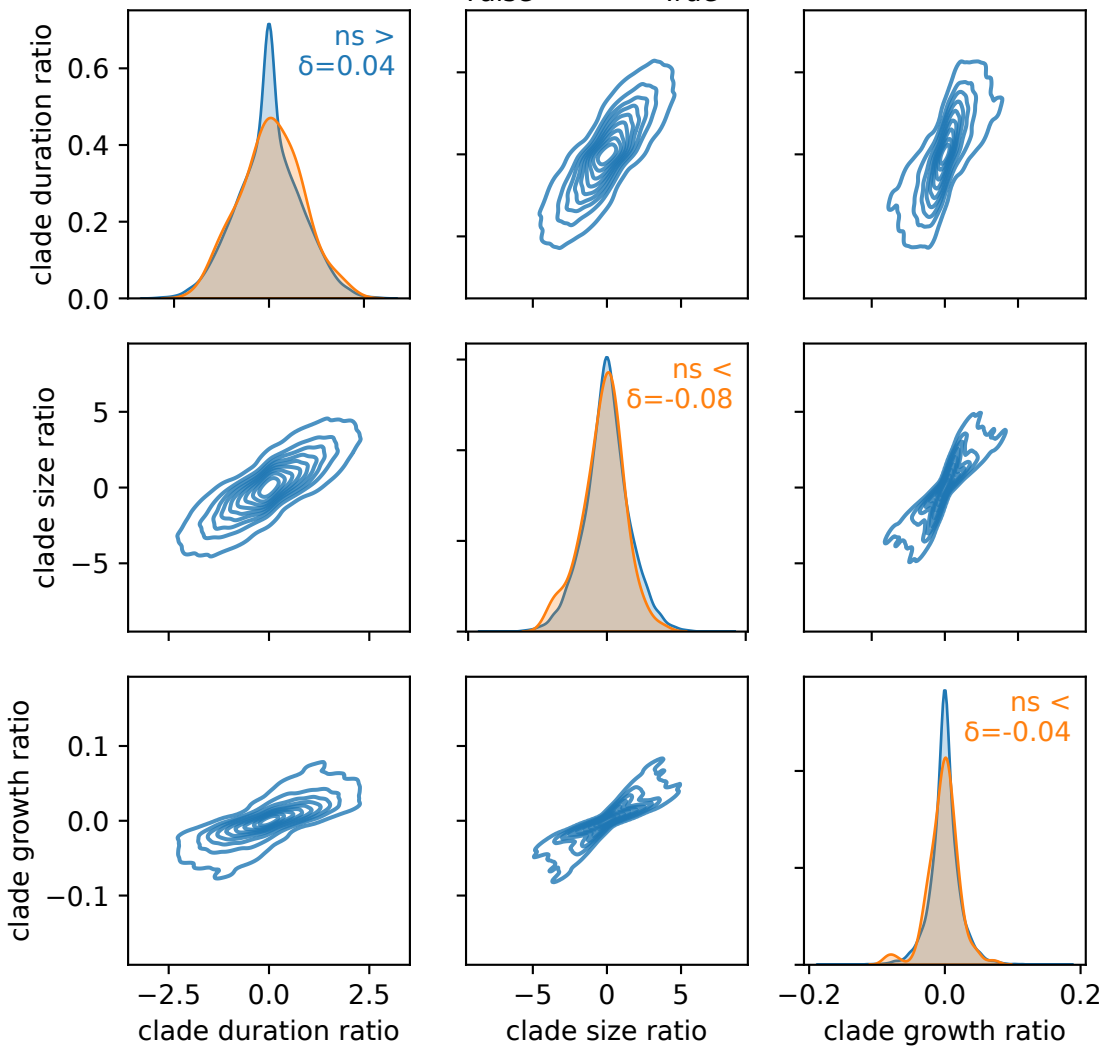 clade duration ratio
0.6
0.4
0.2
0.0
ns >
δ=0.04
−5
0
5
clade size ratio
5
0
−5
ns <
δ=-0.08
clade growth ratio
0.1
0.0
−0.1
ns <
δ=-0.04
−2.5
0.0
2.5
clade duration ratio
−5
0
5
clade size ratio
−0.2
0.0
0.2
clade growth ratio